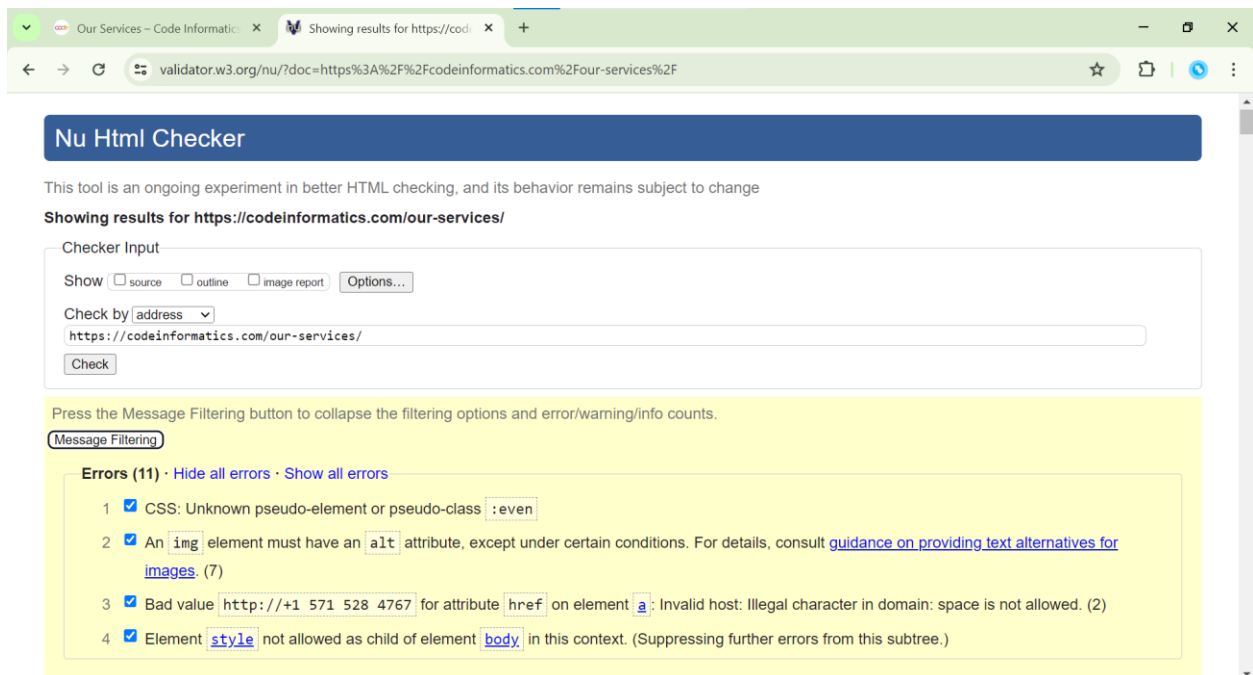 Our Services – Code Informatic
Showing results for https://cod
validator.w3.org/nu/?doc=https%3A%2F%2Fcodeinformatics.com%2Four-services%2F
Nu Html Checker
This tool is an ongoing experiment in better HTML checking, and its behavior remains subject to change
Showing results for https://codeinformatics.com/our-services/
Checker Input
Show source outline image report Options...
Check by address
https://codeinformatics.com/our-services/
Check
Press the Message Filtering button to collapse the filtering options and error/warning/info counts.
Message Filtering
Errors (11) · Hide all errors · Show all errors
1 CSS: Unknown pseudo-element or pseudo-class :even
2 An img element must have an alt attribute, except under certain conditions. For details, consult guidance on providing text alternatives for
images. (7)
3 Bad value http://+1 571 528 4767 for attribute href on element a: Invalid host: Illegal character in domain: space is not allowed. (2)
4 Element style not allowed as child of element body in this context. (Suppressing further errors from this subtree.)